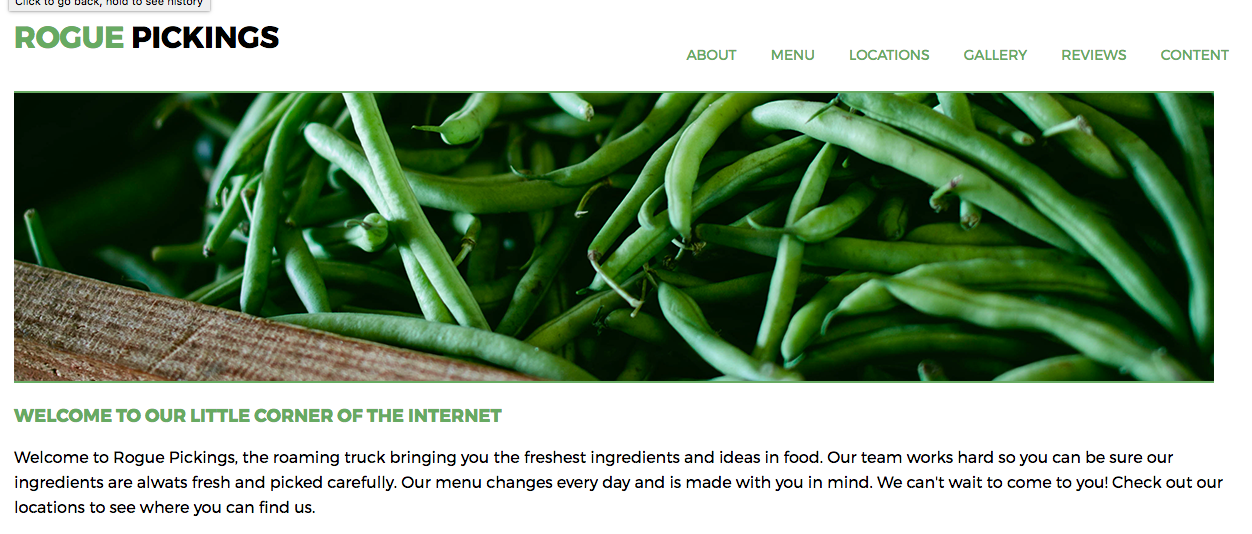 Click to go back, hold to see history
ROGUE PICKINGS
ABOUT MENU LOCATIONS GALLERY REVIEWS CONTENT
WELCOME TO OUR LITTLE CORNER OF THE INTERNET
Welcome to Rogue Pickings, the roaming truck bringing you the freshest ingredients and ideas in food. Our team works hard so you can be sure our
ingredients are alwats fresh and picked carefully. Our menu changes every day and is made with you in mind. We can't wait to come to you! Check out our
locations to see where you can find us.